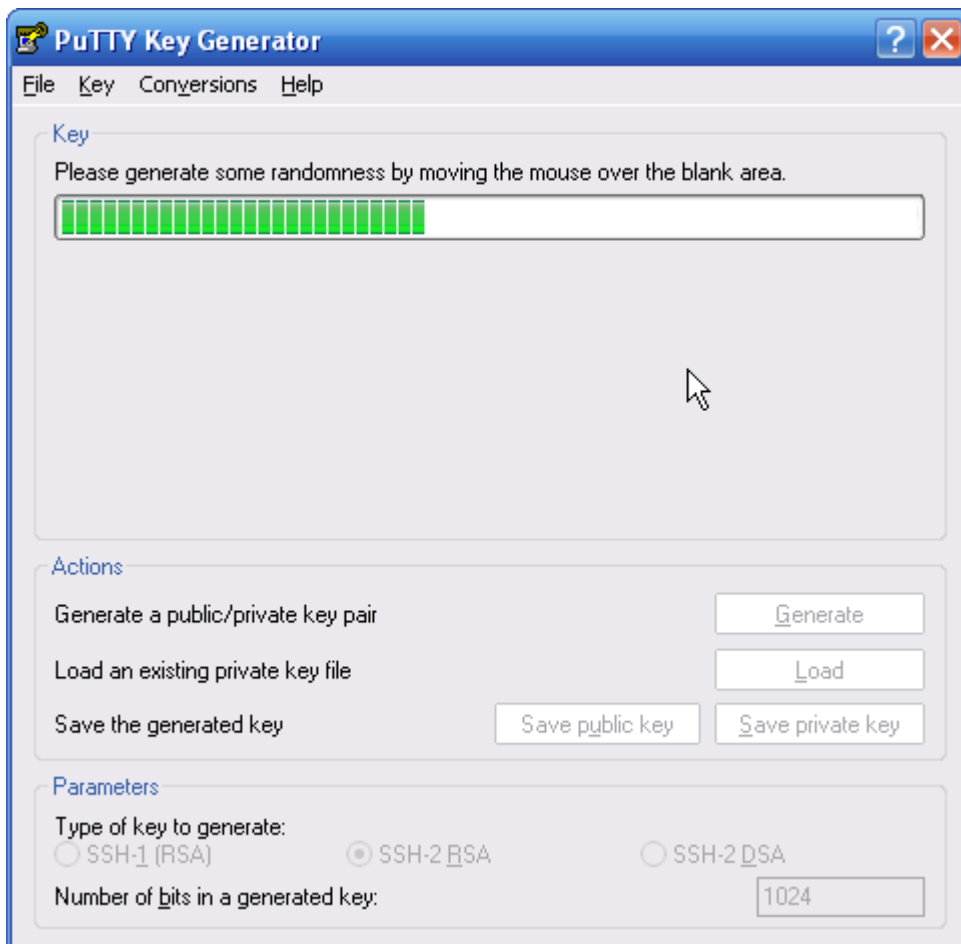 PuTTY Key Generator
File Key Conversions Help
Key
Please generate some randomness by moving the mouse over the blank area.
Actions
Generate a public/private key pair Generate
Load an existing private key file Load
Save the generated key Save public key Save private key
Parameters
Type of key to generate:
SSH-1 (RSA) SSH-2 RSA SSH-2 DSA
Number of bits in a generated key: 1024